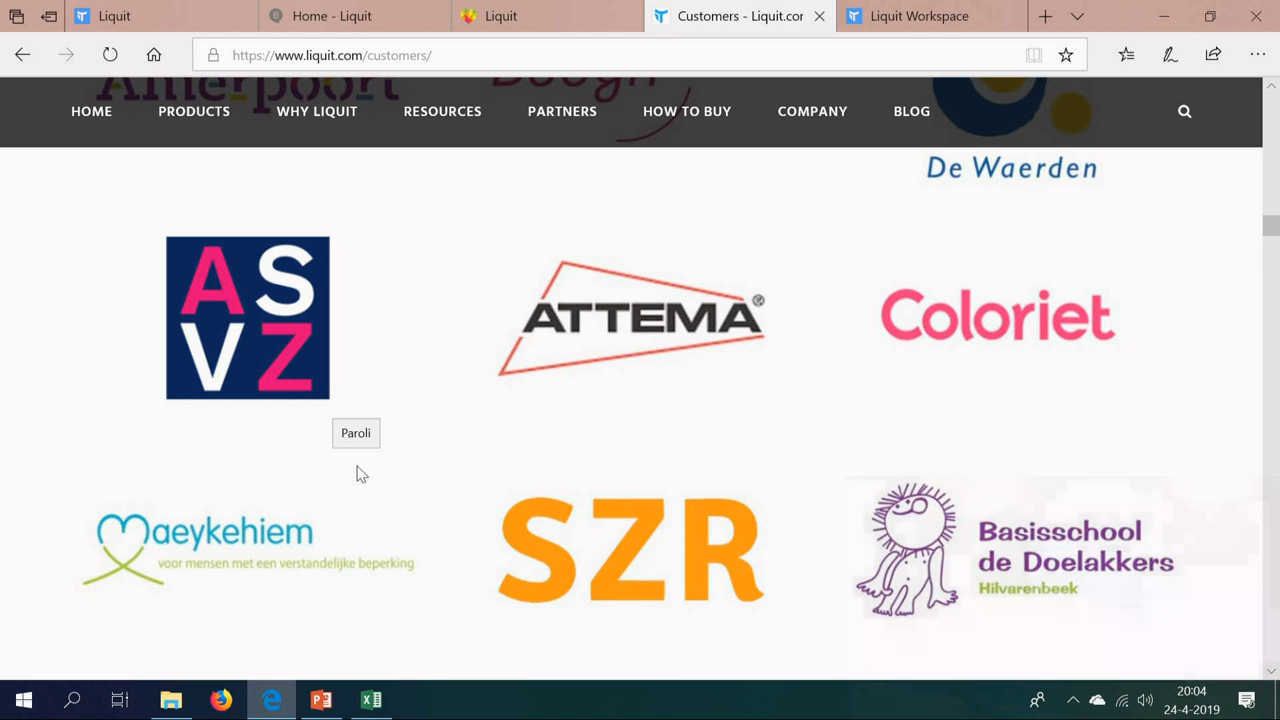 Liquit
Home - Liquit
Liquit
Customers - Liquit.cor
Liquit Workspace
https://www.liquit.com/customers/
Amerpoort
HOME PRODUCTS WHY LIQUIT RESOURCES PARTNERS HOW TO BUY COMPANY BLOG
De Waerden
A S
V Z
ATTEMA®
Coloriet
Paroli
Maeykehiem
voor mensen met een verstandelijke beperking
SZR
Basisschool
de Doelakkers
Hilvarenbeek
20:04
24-4-2019